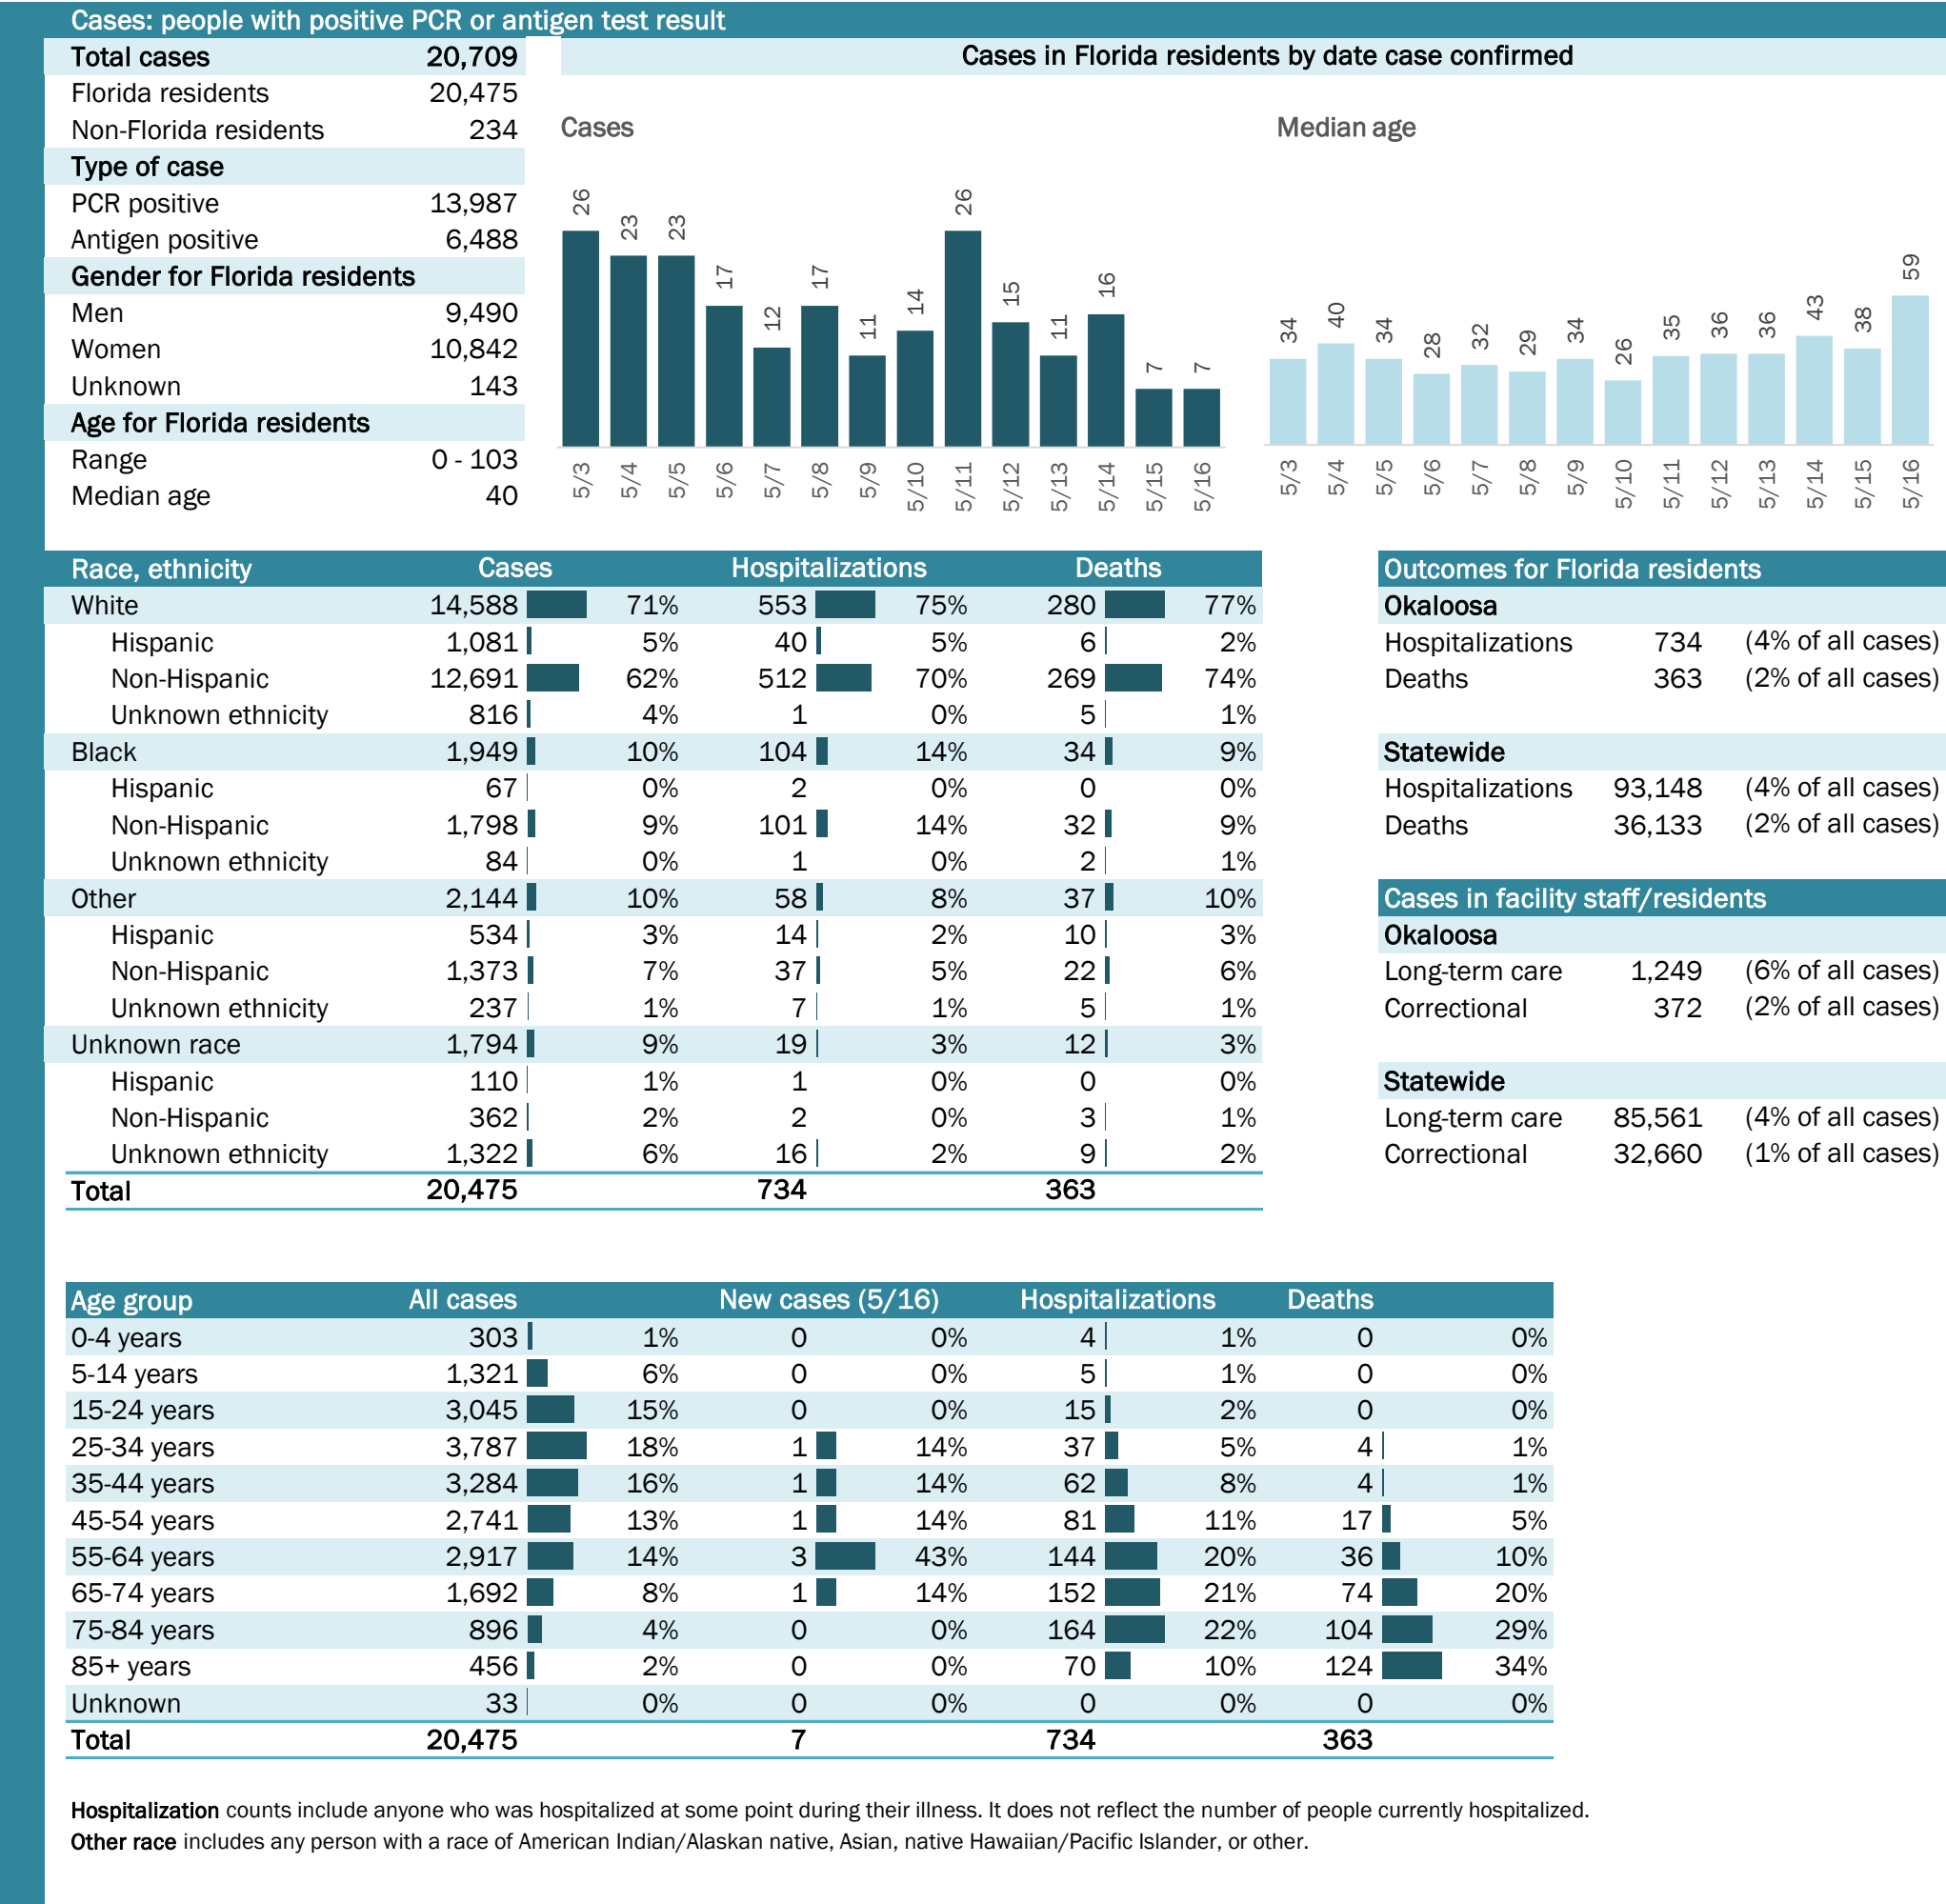 Cases: people with positive PCR or antigen test result
Total cases 20,709
Florida residents 20,475
Non-Florida residents 234
Type of case
PCR positive 13,987
Antigen positive 6,488
Gender for Florida residents
Men 9,490
Women 10,842
Unknown 143
Age for Florida residents
Range 0 - 103
Median age 40
Cases in Florida residents by date case confirmed
Cases
26 23 23 17 12 17 11 14 26 15 11 16 7 7
5/3 5/4 5/5 5/6 5/7 5/8 5/9 5/10 5/11 5/12 5/13 5/14 5/15 5/16
Median age
34 40 34 28 32 29 34 26 35 36 36 43 38 59
5/3 5/4 5/5 5/6 5/7 5/8 5/9 5/10 5/11 5/12 5/13 5/14 5/15 5/16
Race, ethnicity Cases Hospitalizations Deaths
White 14,588 71% 553 75% 280 77%
Hispanic 1,081 5% 40 5% 6 2%
Non-Hispanic 12,691 62% 512 70% 269 74%
Unknown ethnicity 816 4% 1 0% 5 1%
Black 1,949 10% 104 14% 34 9%
Hispanic 67 0% 2 0% 0 0%
Non-Hispanic 1,798 9% 101 14% 32 9%
Unknown ethnicity 84 0% 1 0% 2 1%
Other 2,144 10% 58 8% 37 10%
Hispanic 534 3% 14 2% 10 3%
Non-Hispanic 1,373 7% 37 5% 22 6%
Unknown ethnicity 237 1% 7 1% 5 1%
Unknown race 1,794 9% 19 3% 12 3%
Hispanic 110 1% 1 0% 0 0%
Non-Hispanic 362 2% 2 0% 3 1%
Unknown ethnicity 1,322 6% 16 2% 9 2%
Total 20,475 734 363
Outcomes for Florida residents
Okaloosa
Hospitalizations 734 (4% of all cases)
Deaths 363 (2% of all cases)
Statewide
Hospitalizations 93,148 (4% of all cases)
Deaths 36,133 (2% of all cases)
Cases in facility staff/residents
Okaloosa
Long-term care 1,249 (6% of all cases)
Correctional 372 (2% of all cases)
Statewide
Long-term care 85,561 (4% of all cases)
Correctional 32,660 (1% of all cases)
Age group All cases New cases (5/16) Hospitalizations Deaths
0-4 years 303 1% 0 0% 4 1% 0 0%
5-14 years 1,321 6% 0 0% 5 1% 0 0%
15-24 years 3,045 15% 0 0% 15 2% 0 0%
25-34 years 3,787 18% 1 14% 37 5% 4 1%
35-44 years 3,284 16% 1 14% 62 8% 4 1%
45-54 years 2,741 13% 1 14% 81 11% 17 5%
55-64 years 2,917 14% 3 43% 144 20% 36 10%
65-74 years 1,692 8% 1 14% 152 21% 74 20%
75-84 years 896 4% 0 0% 164 22% 104 29%
85+ years 456 2% 0 0% 70 10% 124 34%
Unknown 33 0% 0 0% 0 0% 0 0%
Total 20,475 7 734 363
Hospitalization counts include anyone who was hospitalized at some point during their illness. It does not reflect the number of people currently hospitalized.
Other race includes any person with a race of American Indian/Alaskan native, Asian, native Hawaiian/Pacific Islander, or other.